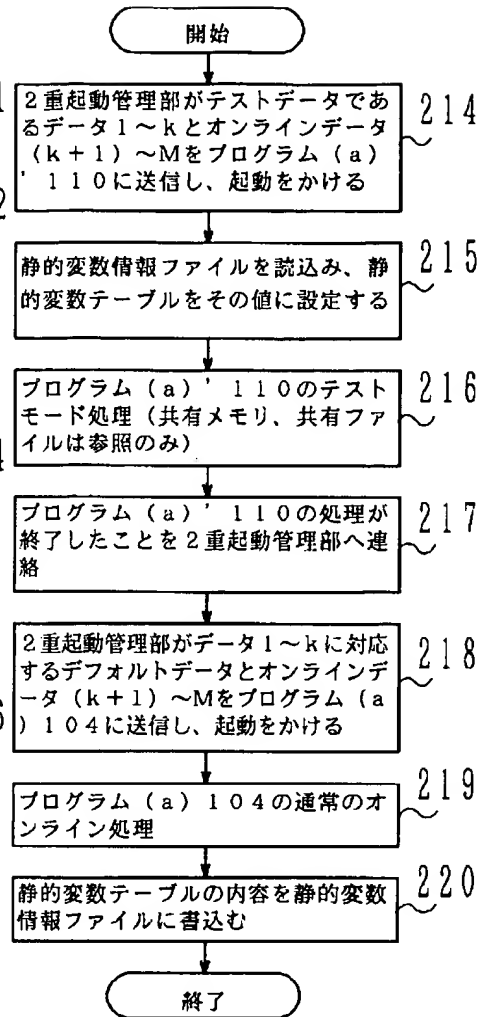 開始
2重起動管理部がテストデータであ
るデータ1～kとオンラインデータ
(k+1)～Mをプログラム(a)
'110に送信し、起動をかける
214
静的変数情報ファイルを読込み、静
的変数テーブルをその値に設定する
215
プログラム(a)'110のテスト
モード処理(共有メモリ、共有ファ
イルは参照のみ)
216
プログラム(a)'110の処理が
終了したことを2重起動管理部へ連
絡
217
2重起動管理部がデータ1～kに対応
するデフォルトデータとオンラインデ
ータ(k+1)～Mをプログラム(a
)104に送信し、起動をかける
218
プログラム(a)104の通常のオ
ンライン処理
219
静的変数テーブルの内容を静的変数
情報ファイルに書込む
220
終了